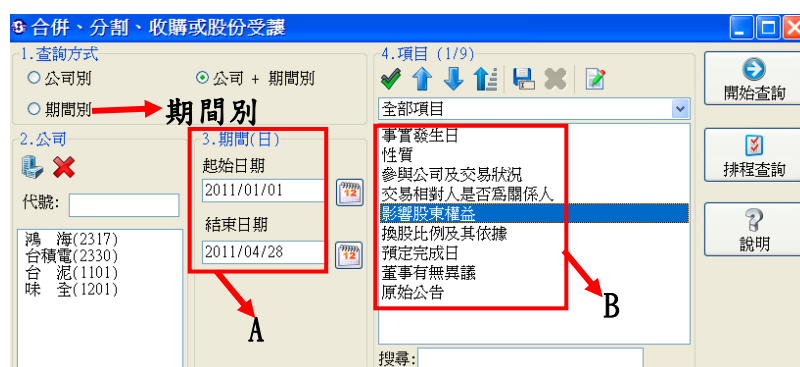 合併、分割、收購或股份受讓
1.查詢方式
公司別
公司 + 期間別
期間別
期間別
2.公司
代號:
鴻　海(2317)
台積電(2330)
台　泥(1101)
味　全(1201)
3.期間(日)
起始日期
2011/01/01
12
結束日期
2011/04/28
12
A
4.項目 (1/9)
全部項目
事實發生日
性質
參與公司及交易狀況
交易相對人是否為關係人
影響股東權益
換股比例及其依據
預定完成日
董事有無異議
原始公告
B
搜尋:
開始查詢
排程查詢
說明